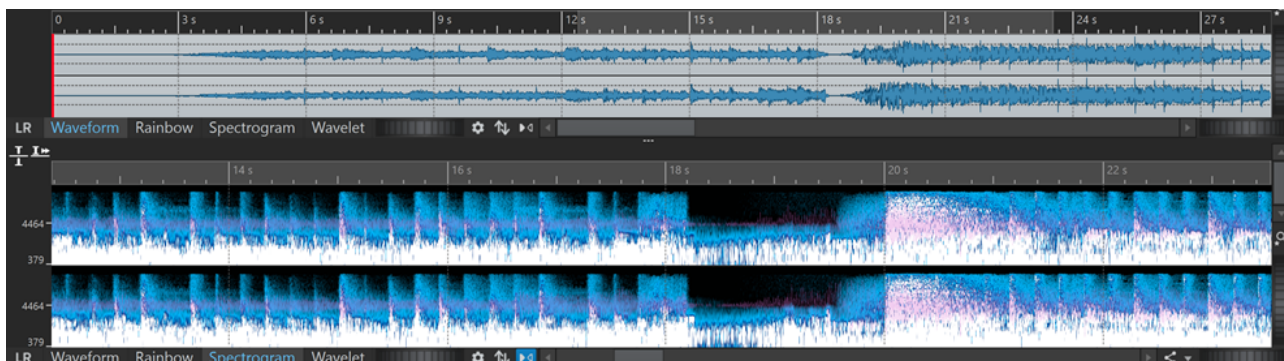 0 3 s 6 s 9 s 12 s 15 s 18 s 21 s 24 s 27 s
LR Waveform Rainbow Spectrogram Wavelet
14 s 16 s 18 s 20 s 22 s
4464
379
4464
379
LR Waveform Rainbow Spectrogram Wavelet